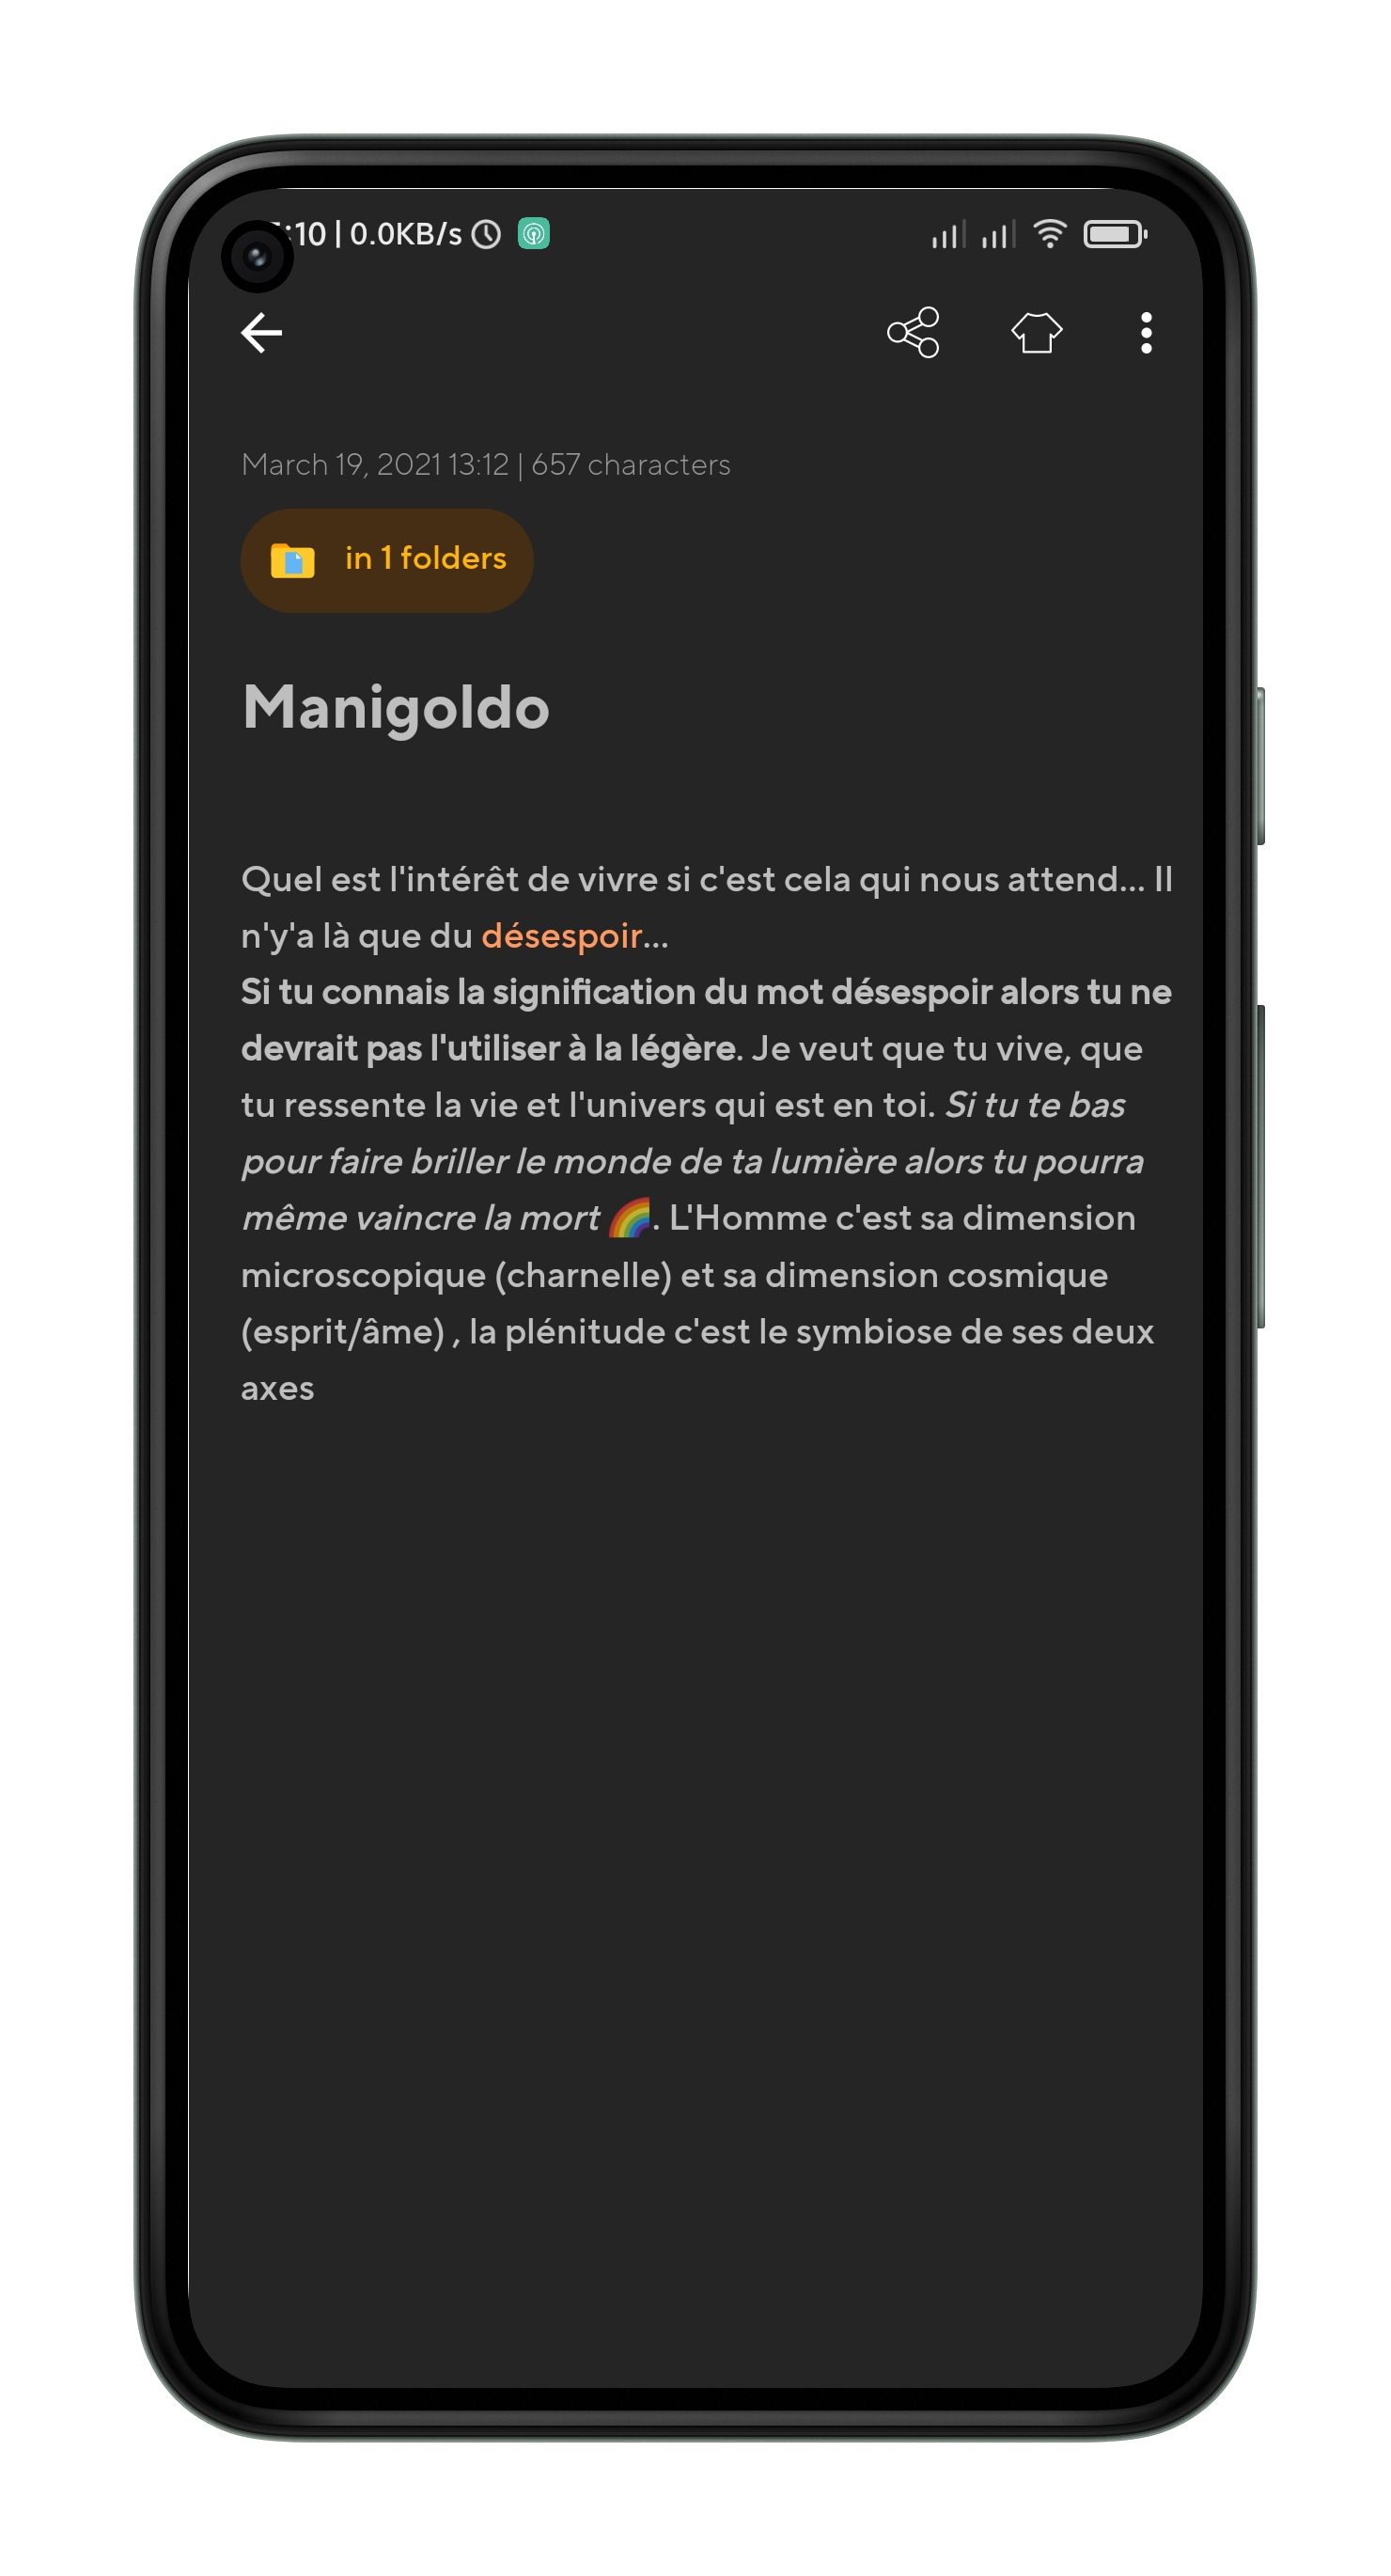 :10 | 0.0KB/s
March 19, 2021 13:12 | 657 characters
in 1 folders
Manigoldo
Quel est l'intérêt de vivre si c'est cela qui nous attend... Il
n'y'a là que du désespoir...
Si tu connais la signification du mot désespoir alors tu ne
devrait pas l'utiliser à la légère. Je veut que tu vive, que
tu ressente la vie et l'univers qui est en toi. Si tu te bas
pour faire briller le monde de ta lumière alors tu pourra
même vaincre la mort 🌈. L'Homme c'est sa dimension
microscopique (charnelle) et sa dimension cosmique
(esprit/âme) , la plénitude c'est le symbiose de ses deux
axes